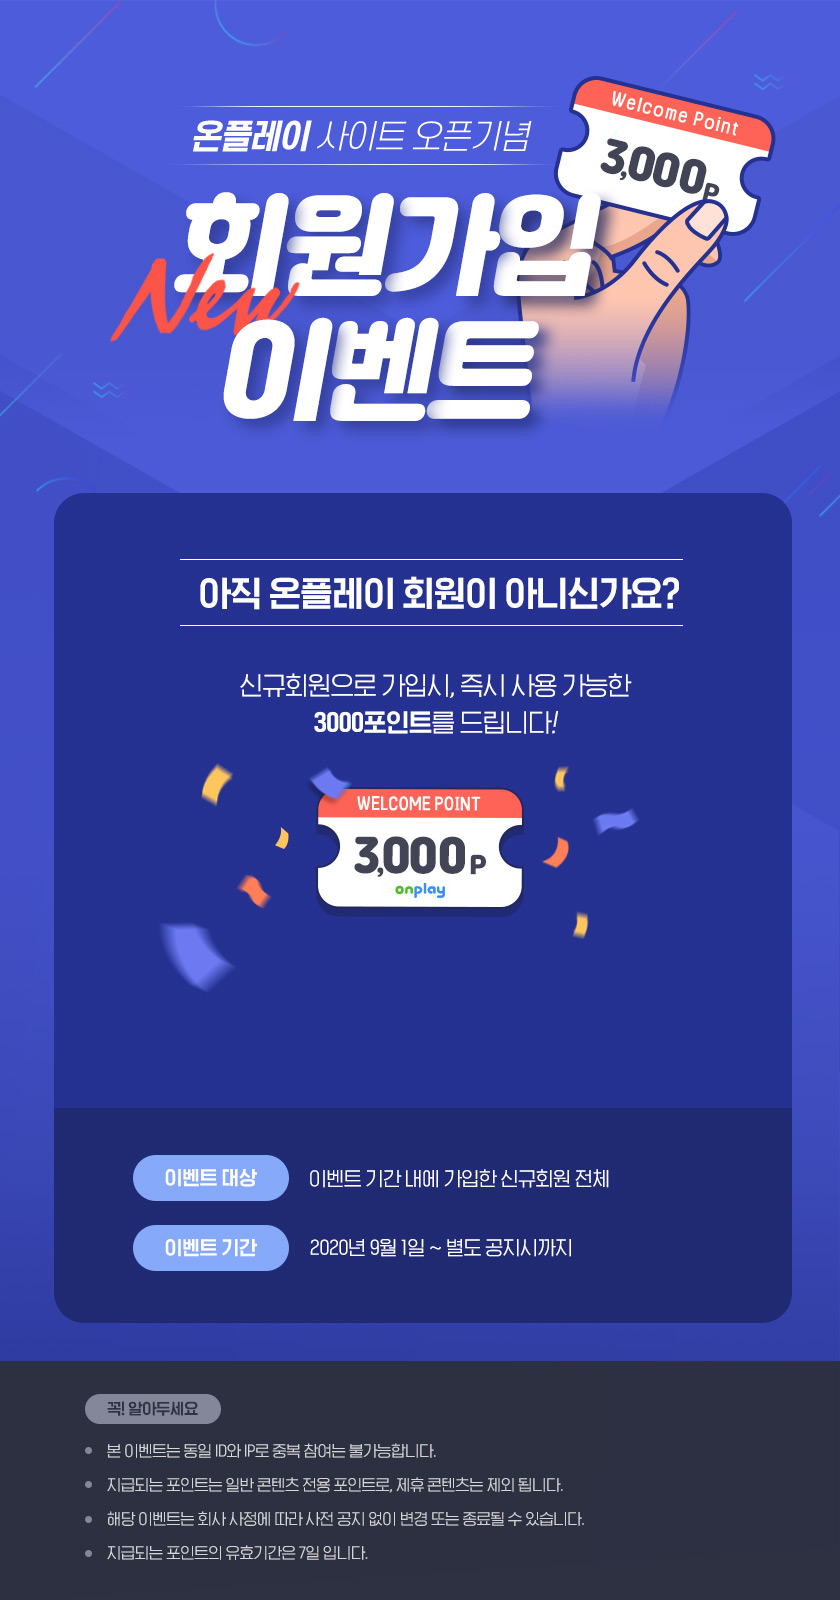 Welcome Point
3,000P
온플레이 사이트 오픈기념
회원가입
New
이벤트
아직 온플레이 회원이 아니신가요?
신규회원으로 가입시, 즉시 사용 가능한
3000포인트를 드립니다!
WELCOME POINT
3,000P
onplay
이벤트 대상 이벤트 기간 내에 가입한 신규회원 전체
이벤트 기간 2020년 9월 1일 ~ 별도 공지시까지
꼭! 알아두세요
본 이벤트는 동일 ID와 IP로 중복 참여는 불가능합니다.
지급되는 포인트는 일반 콘텐츠 전용 포인트로, 제휴 콘텐츠는 제외 됩니다.
해당 이벤트는 회사 사정에 따라 사전 공지 없이 변경 또는 종료될 수 있습니다.
지급되는 포인트의 유효기간은 7일 입니다.